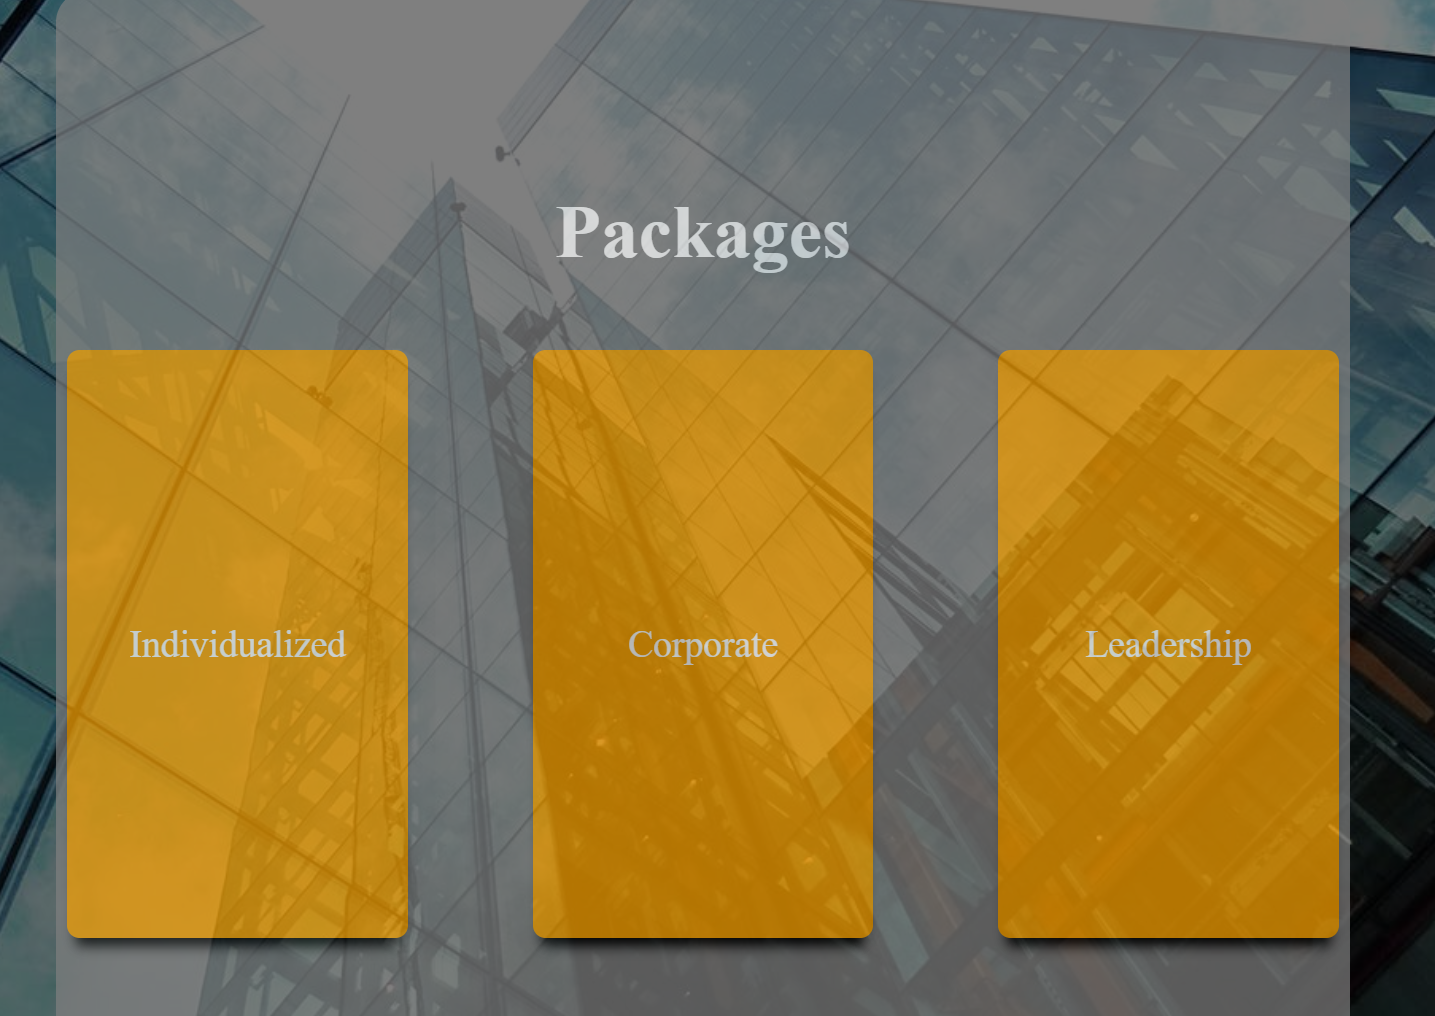 Packages
Individualized
Corporate
Leadership